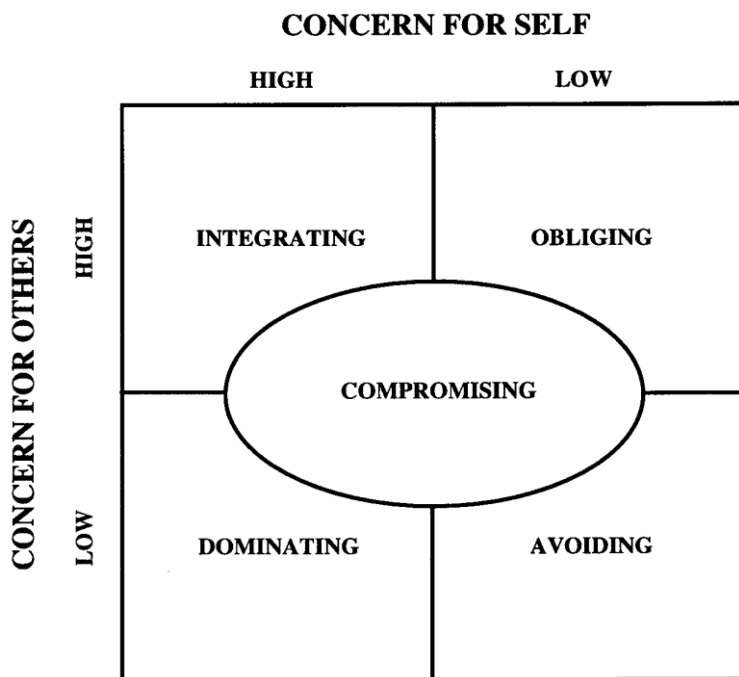 CONCERN FOR SELF
HIGH LOW
CONCERN FOR OTHERS
HIGH
INTEGRATING OBLIGING
COMPROMISING
LOW
DOMINATING AVOIDING